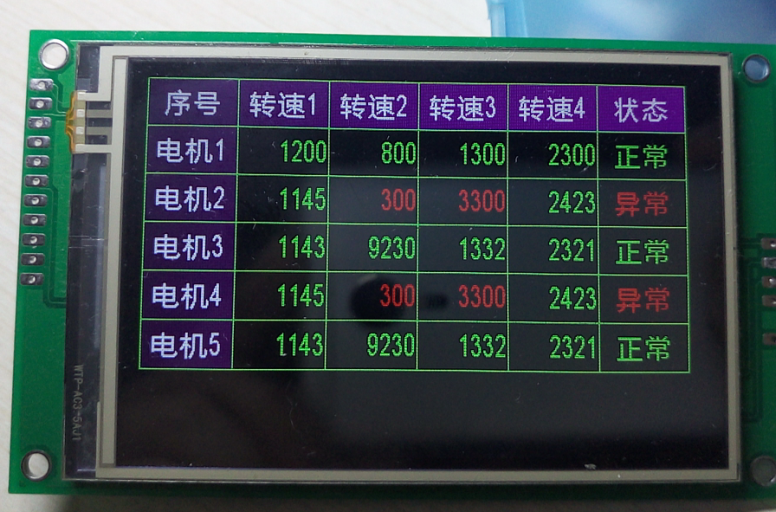 序号 转速1 转速2 转速3 转速4 状态
电机1 1200 800 1300 2300 正常
电机2 1145 300 3300 2423 异常
电机3 1143 9230 1332 2321 正常
电机4 1145 300 3300 2423 异常
电机5 1143 9230 1332 2321 正常